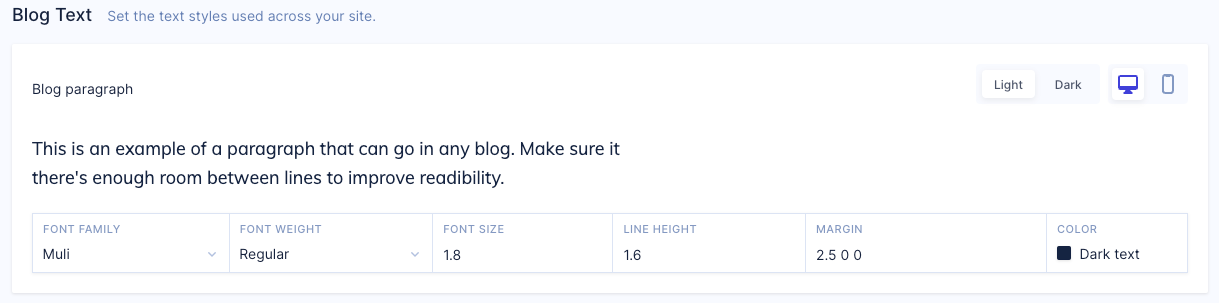 Blog Text Set the text styles used across your site.
Blog paragraph
Light Dark
This is an example of a paragraph that can go in any blog. Make sure it
there's enough room between lines to improve readibility.
FONT FAMILY FONT WEIGHT FONT SIZE LINE HEIGHT MARGIN COLOR
Muli Regular 1.8 1.6 2.5 0 0 Dark text